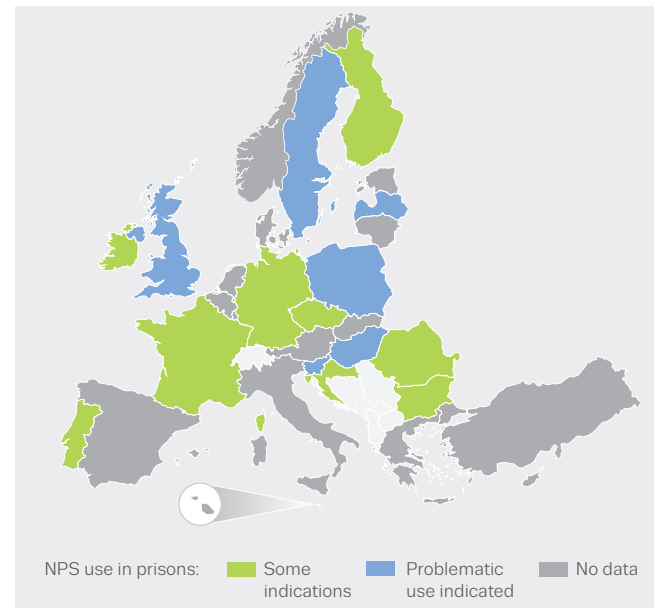 NPS use in prisons: Some Problematic No data
indications use indicated